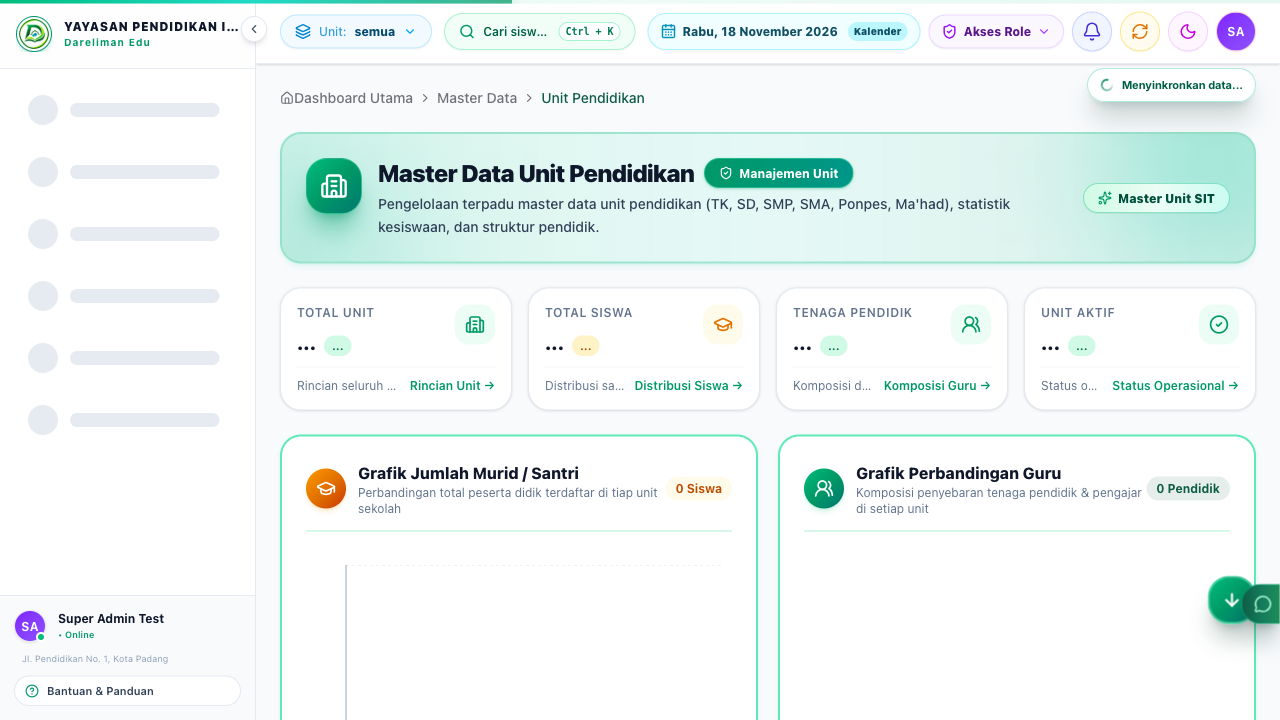 YAYASAN PENDIDIKAN I...
Dareliman Edu
Unit: semua
Cari sisw...
Ctrl + K
Rabu, 18 November 2026
Kalender
Akses Role
SA
Menyinkronkan data...
Dashboard Utama > Master Data > Unit Pendidikan
Master Data Unit Pendidikan
Manajemen Unit
Pengelolaan terpadu master data unit pendidikan (TK, SD, SMP, SMA, Ponpes, Ma'had), statistik
kesiswaan, dan struktur pendidik.
Master Unit SIT
TOTAL UNIT
... ...
Rincian seluruh ... Rincian Unit →
TOTAL SISWA
... ...
Distribusi sa... Distribusi Siswa →
TENAGA PENDIDIK
... ...
Komposisi d... Komposisi Guru →
UNIT AKTIF
... ...
Status o... Status Operasional →
Grafik Jumlah Murid / Santri
Perbandingan total peserta didik terdaftar di tiap unit
sekolah
0 Siswa
Grafik Perbandingan Guru
Komposisi penyebaran tenaga pendidik & pengajar
di setiap unit
0 Pendidik
SA
Super Admin Test
• Online
Jl. Pendidikan No. 1, Kota Padang
Bantuan & Panduan